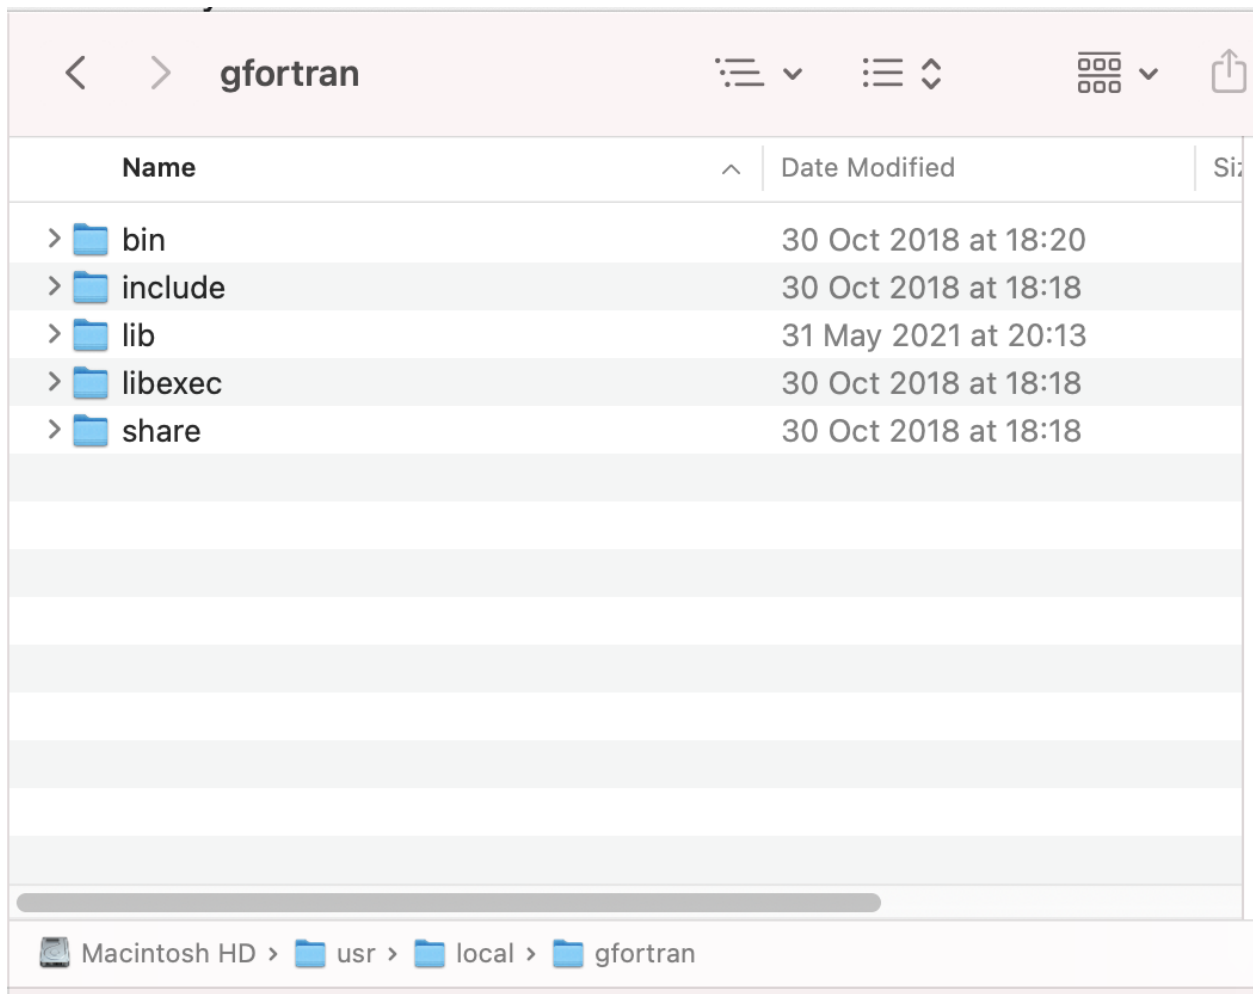 gfortran
Name Date Modified Siz
bin 30 Oct 2018 at 18:20
include 30 Oct 2018 at 18:18
lib 31 May 2021 at 20:13
libexec 30 Oct 2018 at 18:18
share 30 Oct 2018 at 18:18
Macintosh HD › usr › local › gfortran